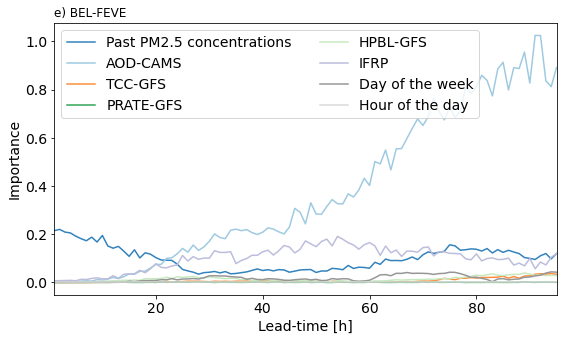 e) BEL-FEVE
Past PM2.5 concentrations
AOD-CAMS
TCC-GFS
PRATE-GFS
HPBL-GFS
IFRP
Day of the week
Hour of the day
Importance
1.0
0.8
0.6
0.4
0.2
0.0
20
40
60
80
Lead-time [h]